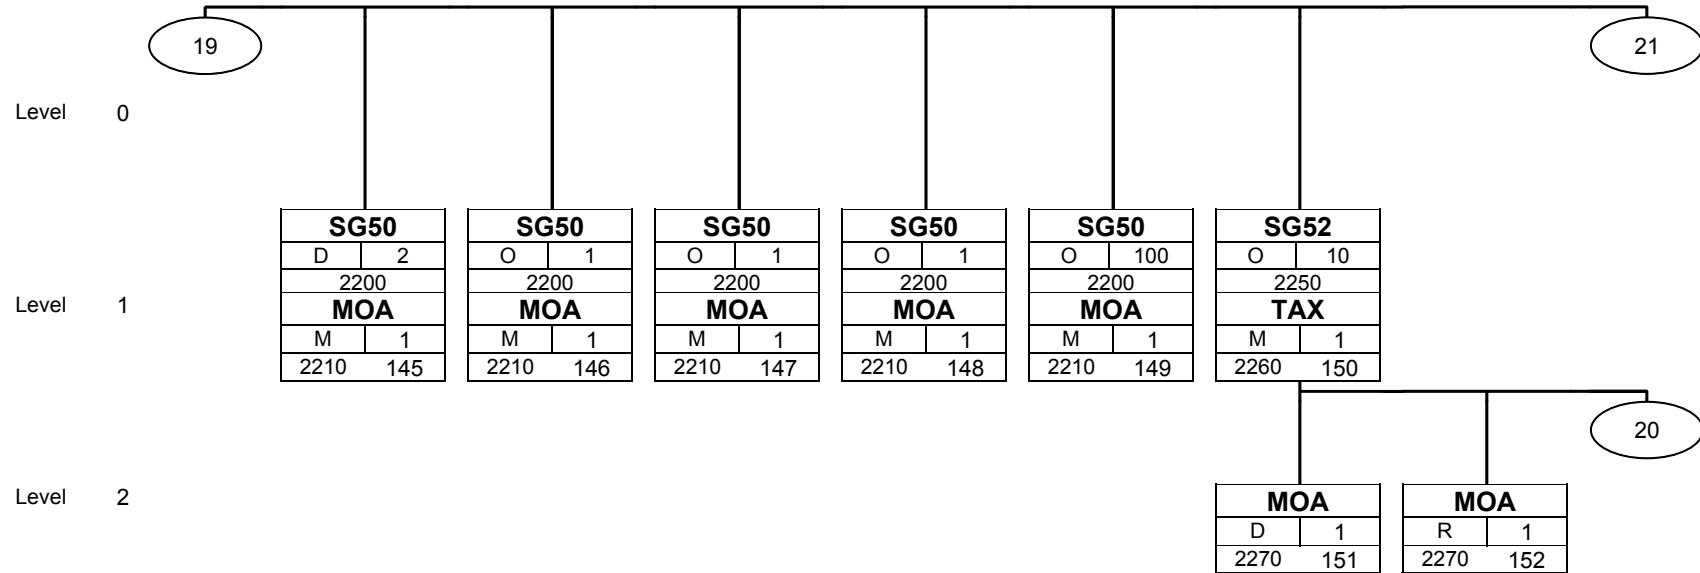 19 21
Level 0
SG50 SG50 SG50 SG50 SG50 SG52
D 2 O 1 O 1 O 1 O 100 O 10
2200 2200 2200 2200 2200 2250
Level 1 MOA MOA MOA MOA MOA TAX
M 1 M 1 M 1 M 1 M 1 M 1
2210 145 2210 146 2210 147 2210 148 2210 149 2260 150
20
Level 2 MOA MOA
D 1 R 1
2270 151 2270 152